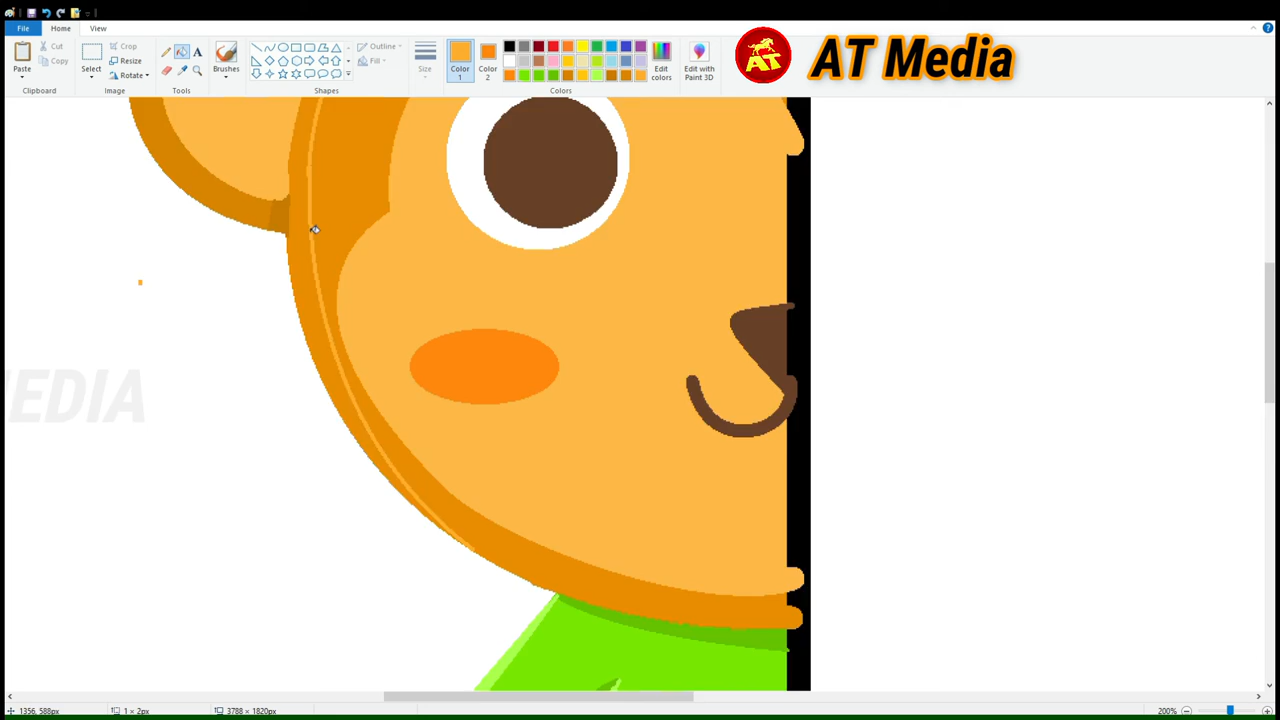 File
Home
View
Paste
Cut
Copy
Clipboard
Select
Crop
Resize
Rotate
Image
A
Tools
Brushes
Outline
Fill
Shapes
Size
Color
1
Color
2
Edit
colors
Colors
Edit with
Paint 3D
AT
AT Media
MEDIA
1356, 588px
1 × 2px
3788 × 1820px
200%